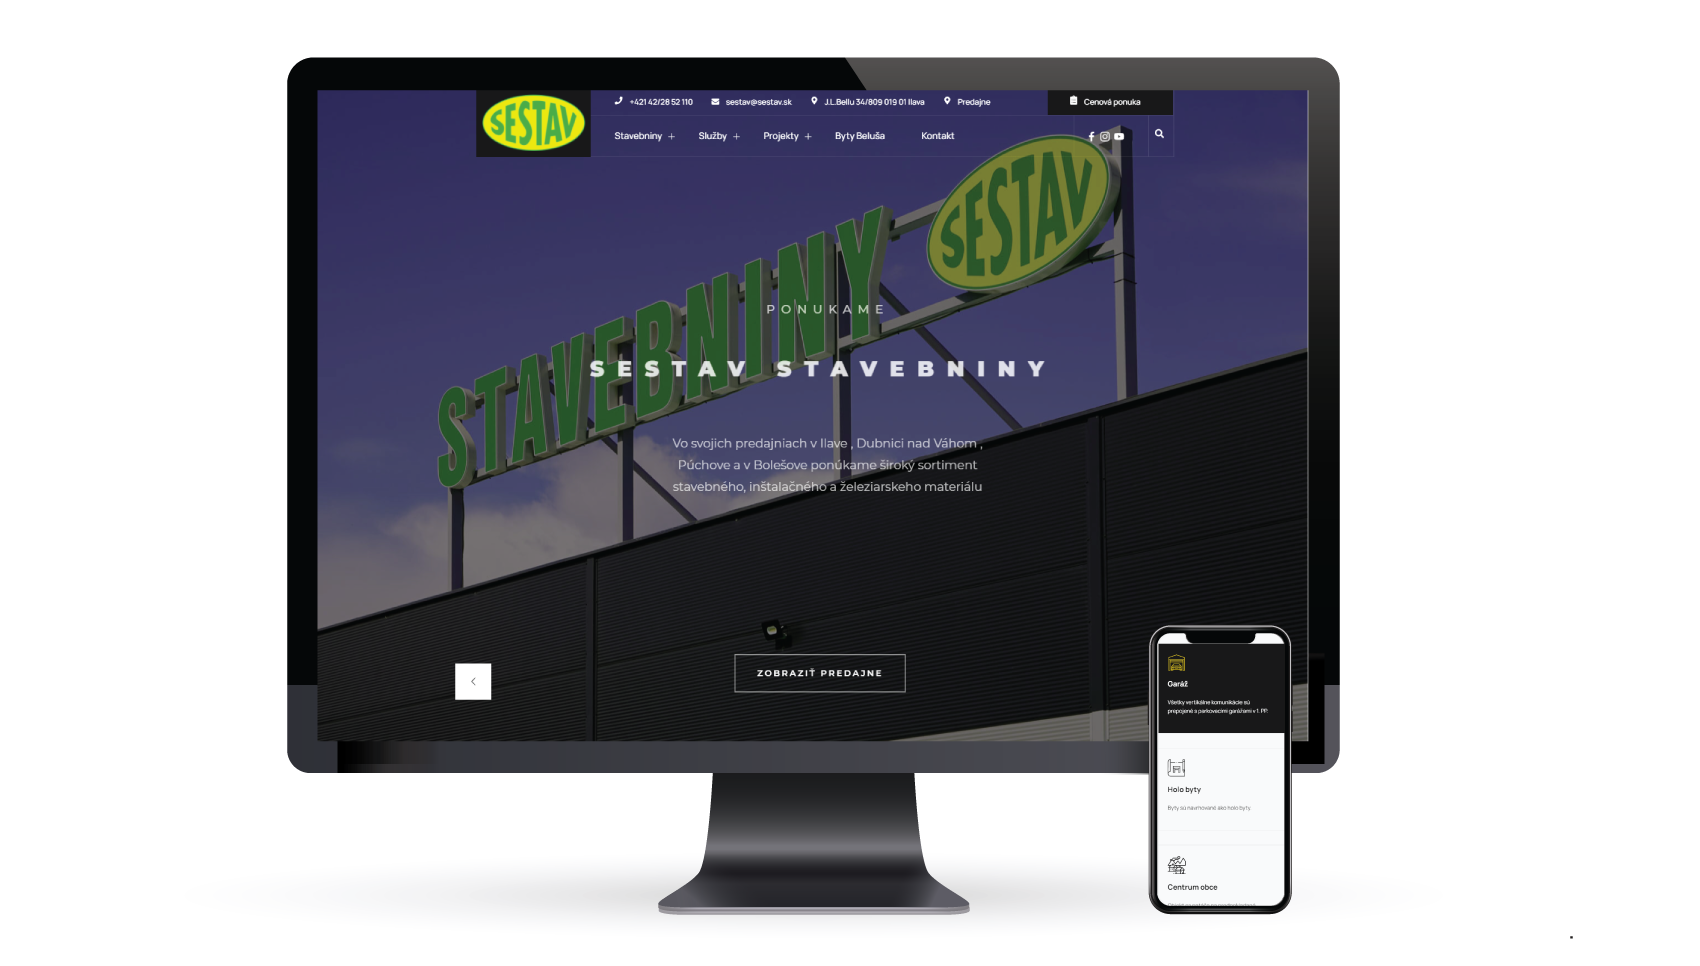 SESTAV
+421 42/28 52 110
sestav@sestav.sk
J.L.Bellu 34/809 019 01 Ilava
Predajne
Cenová ponuka
Stavebniny +
Služby +
Projekty +
Byty Beluša
Kontakt
SESTAV
STAVEBNINY
PONUKAME
SESTAV STAVEBNINY
Vo svojich predajniach v Ilave , Dubnici nad Váhom ,
Púchove a v Bolešove ponúkame široký sortiment
stavebného, inštalačného a železiarskeho materiálu
ZOBRAZIŤ PREDAJNE
Garáž
Všetky vertikálne komunikácie sú
prepojené s parkovacími garážami v 1. PP.
Holo byty
Byty sú navrhované ako holo byty
Centrum obce